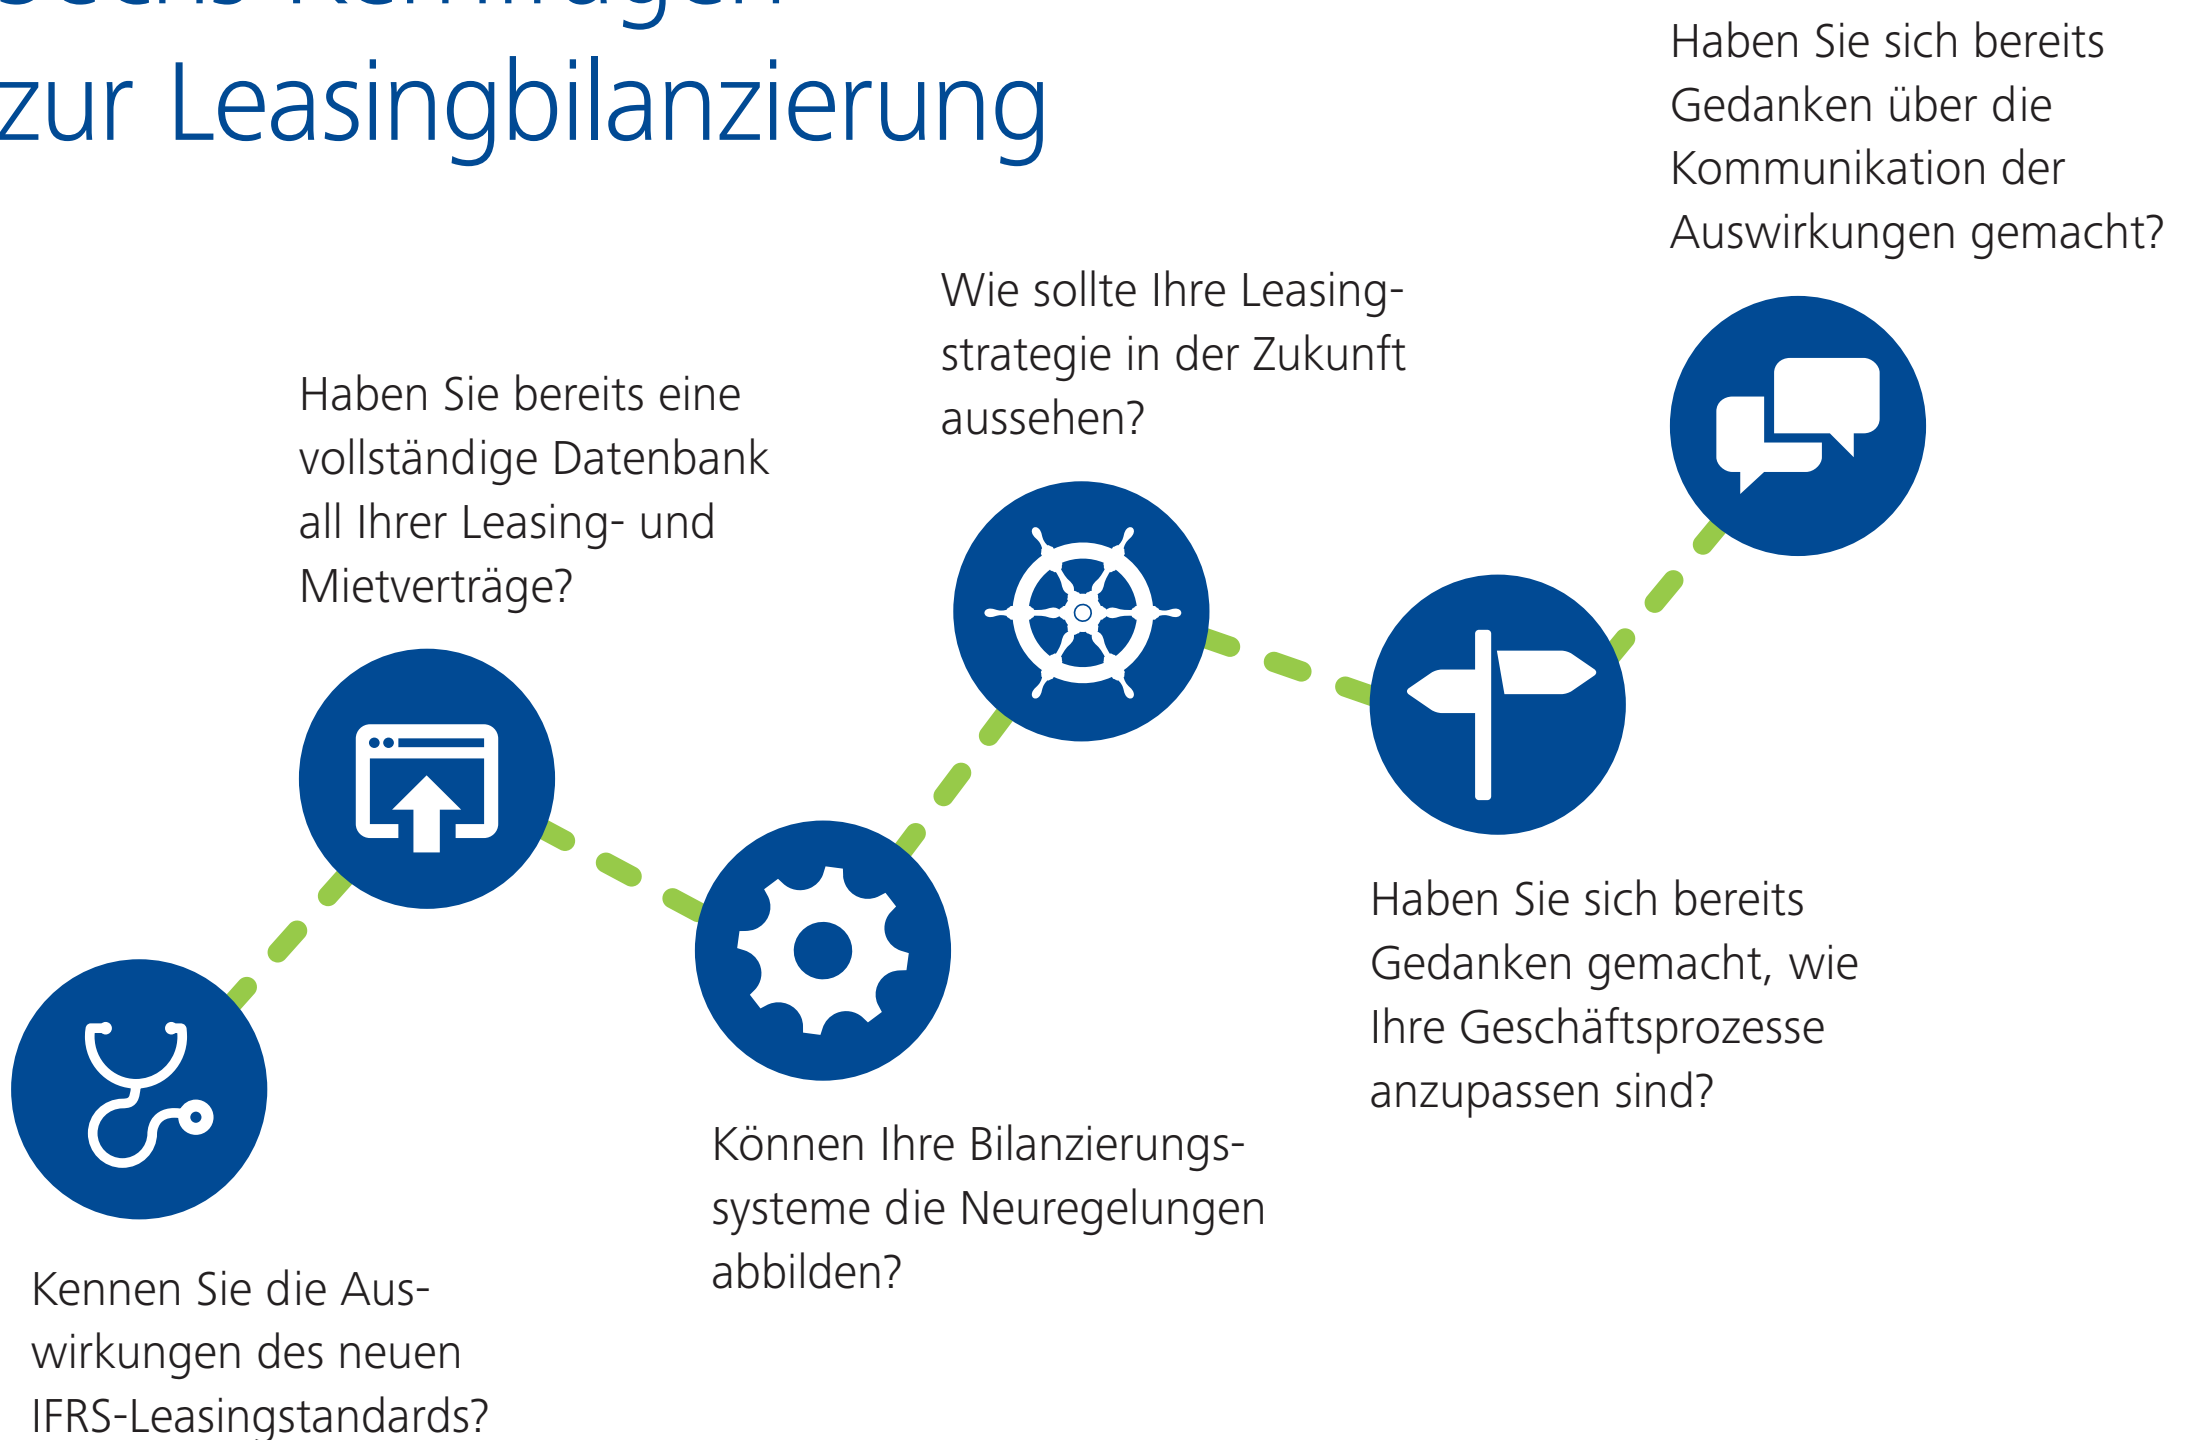 Sechs Kernfragen
zur Leasingbilanzierung
Haben Sie sich bereits
Gedanken über die
Kommunikation der
Auswirkungen gemacht?
Wie sollte Ihre Leasing-
strategie in der Zukunft
aussehen?
Haben Sie bereits eine
vollständige Datenbank
all Ihrer Leasing- und
Mietverträge?
Haben Sie sich bereits
Gedanken gemacht, wie
Ihre Geschäftsprozesse
anzupassen sind?
Können Ihre Bilanzierungs-
systeme die Neuregelungen
abbilden?
Kennen Sie die Aus-
wirkungen des neuen
IFRS-Leasingstandards?